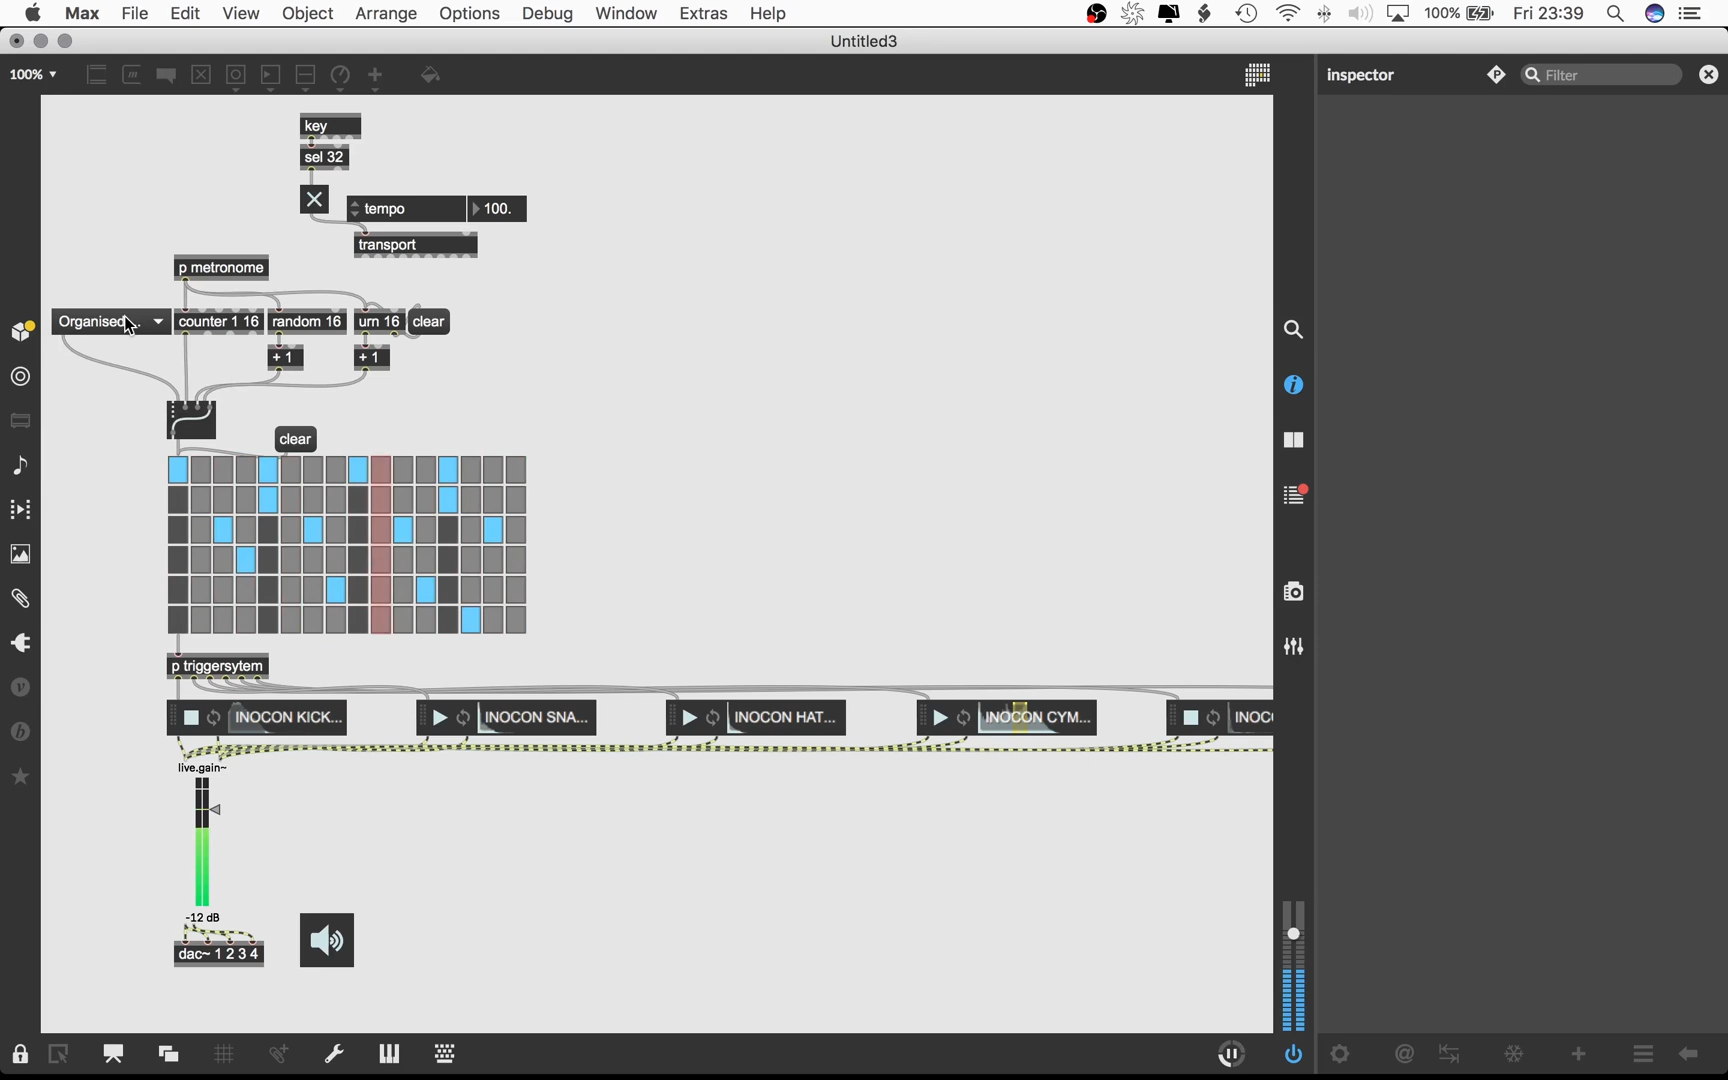 Max File Edit View Object Arrange Options Debug Window Extras Help 100% Fri 23:39
Untitled3
100% inspector Filter
key
sel 32
tempo 100.
transport
p metronome
Organised... counter 1 16 random 16 urn 16 clear
+ 1 + 1
clear
p triggersytem
INOCON KICK... INOCON SNA... INOCON HAT... INOCON CYM... INOC
live.gain~
-12 dB
dac~ 1 2 3 4